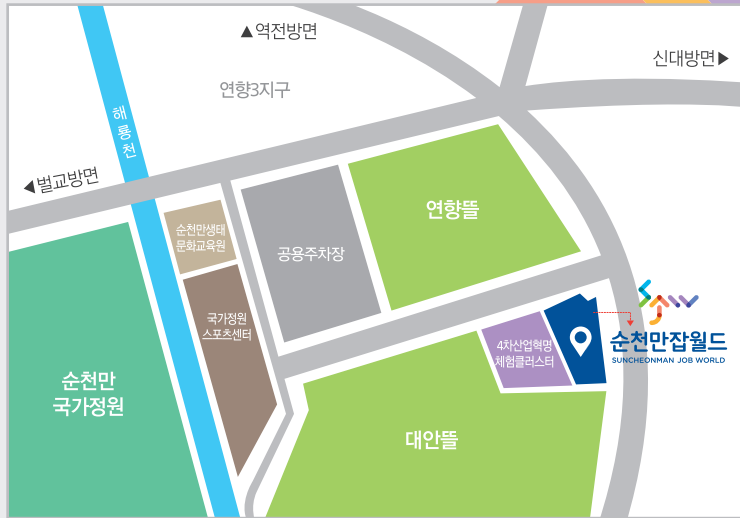 ▲역전방면
신대방면▶
연향3지구
해룡천
◀벌교방면
순천만생태
문화교육원
연향뜰
공용주차장
국가정원
스포츠센터
4차산업혁명
체험클러스터
순천만잡월드
SUNCHEONMAN JOB WORLD
순천만
국가정원
대안뜰